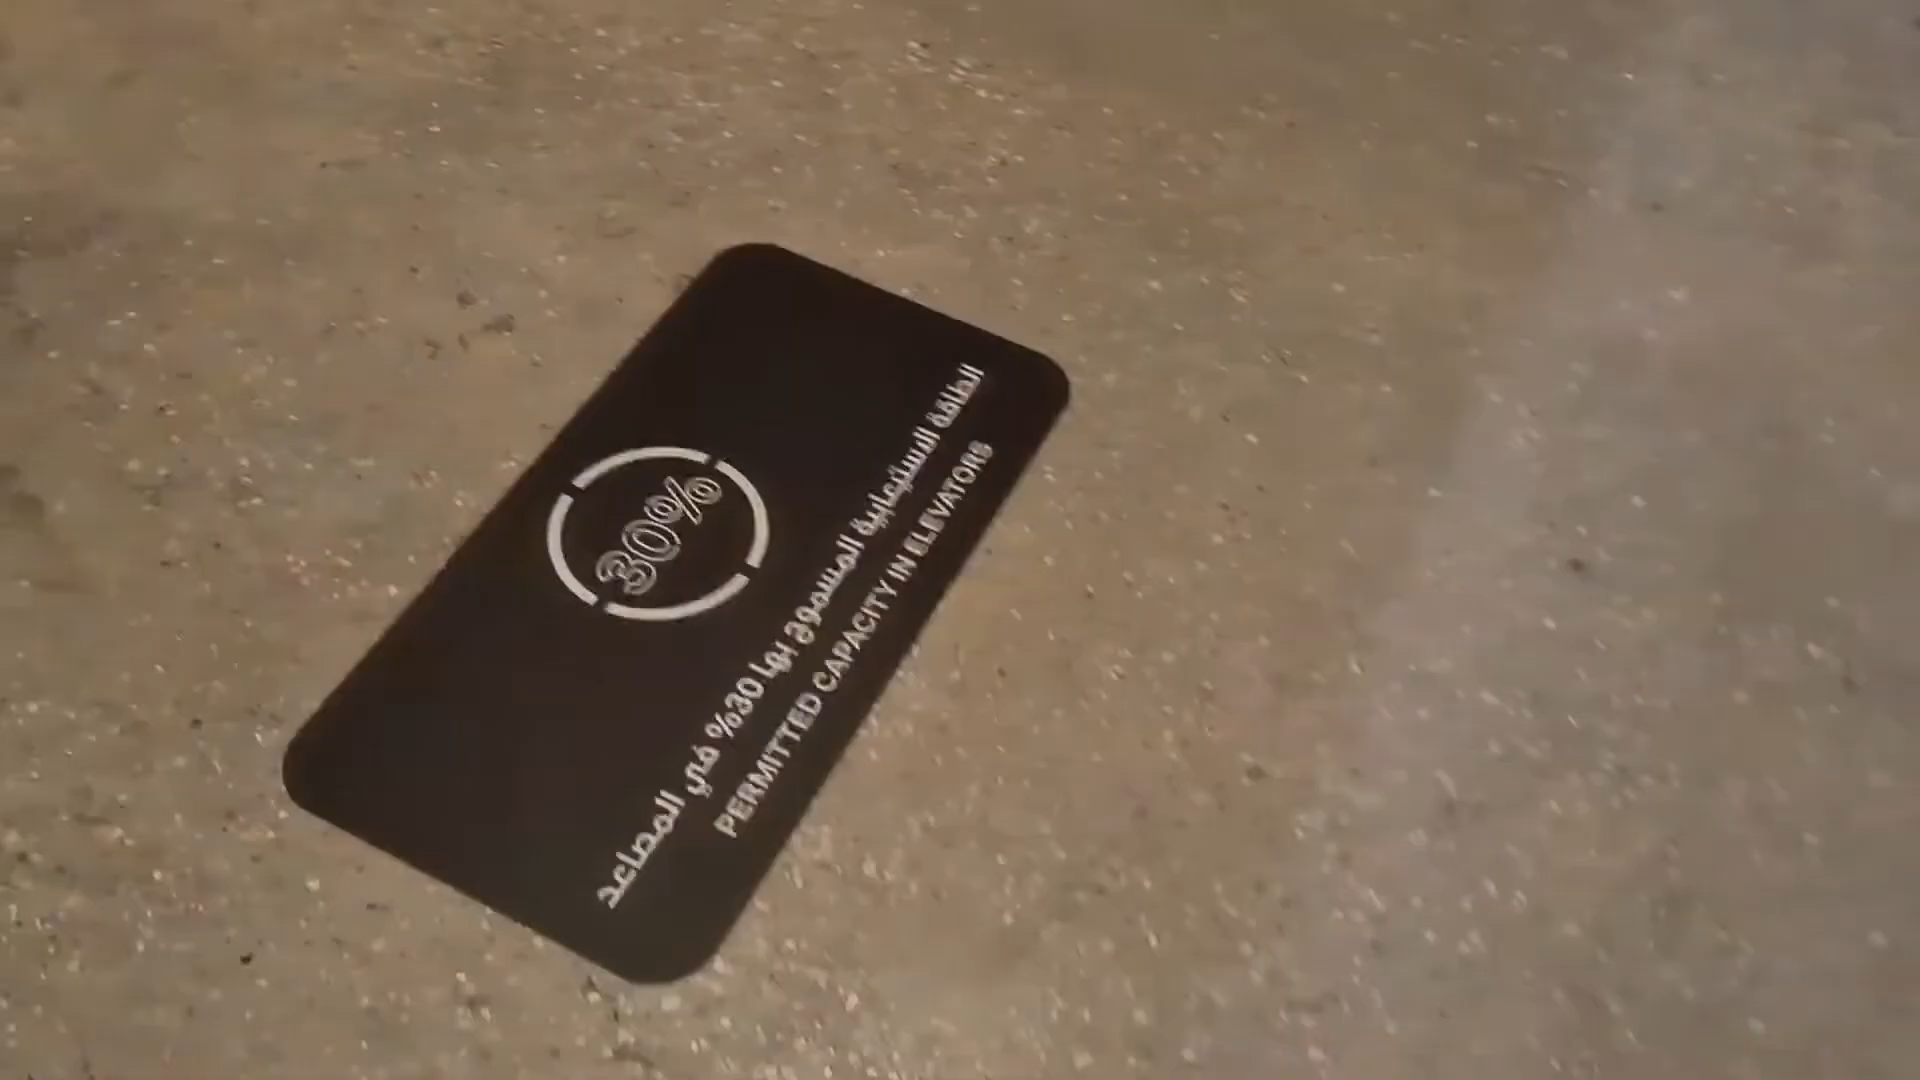 30%
الطاقة الاستيعابية المسموح بها 30% في المصاعد
PERMITTED CAPACITY IN ELEVATORS